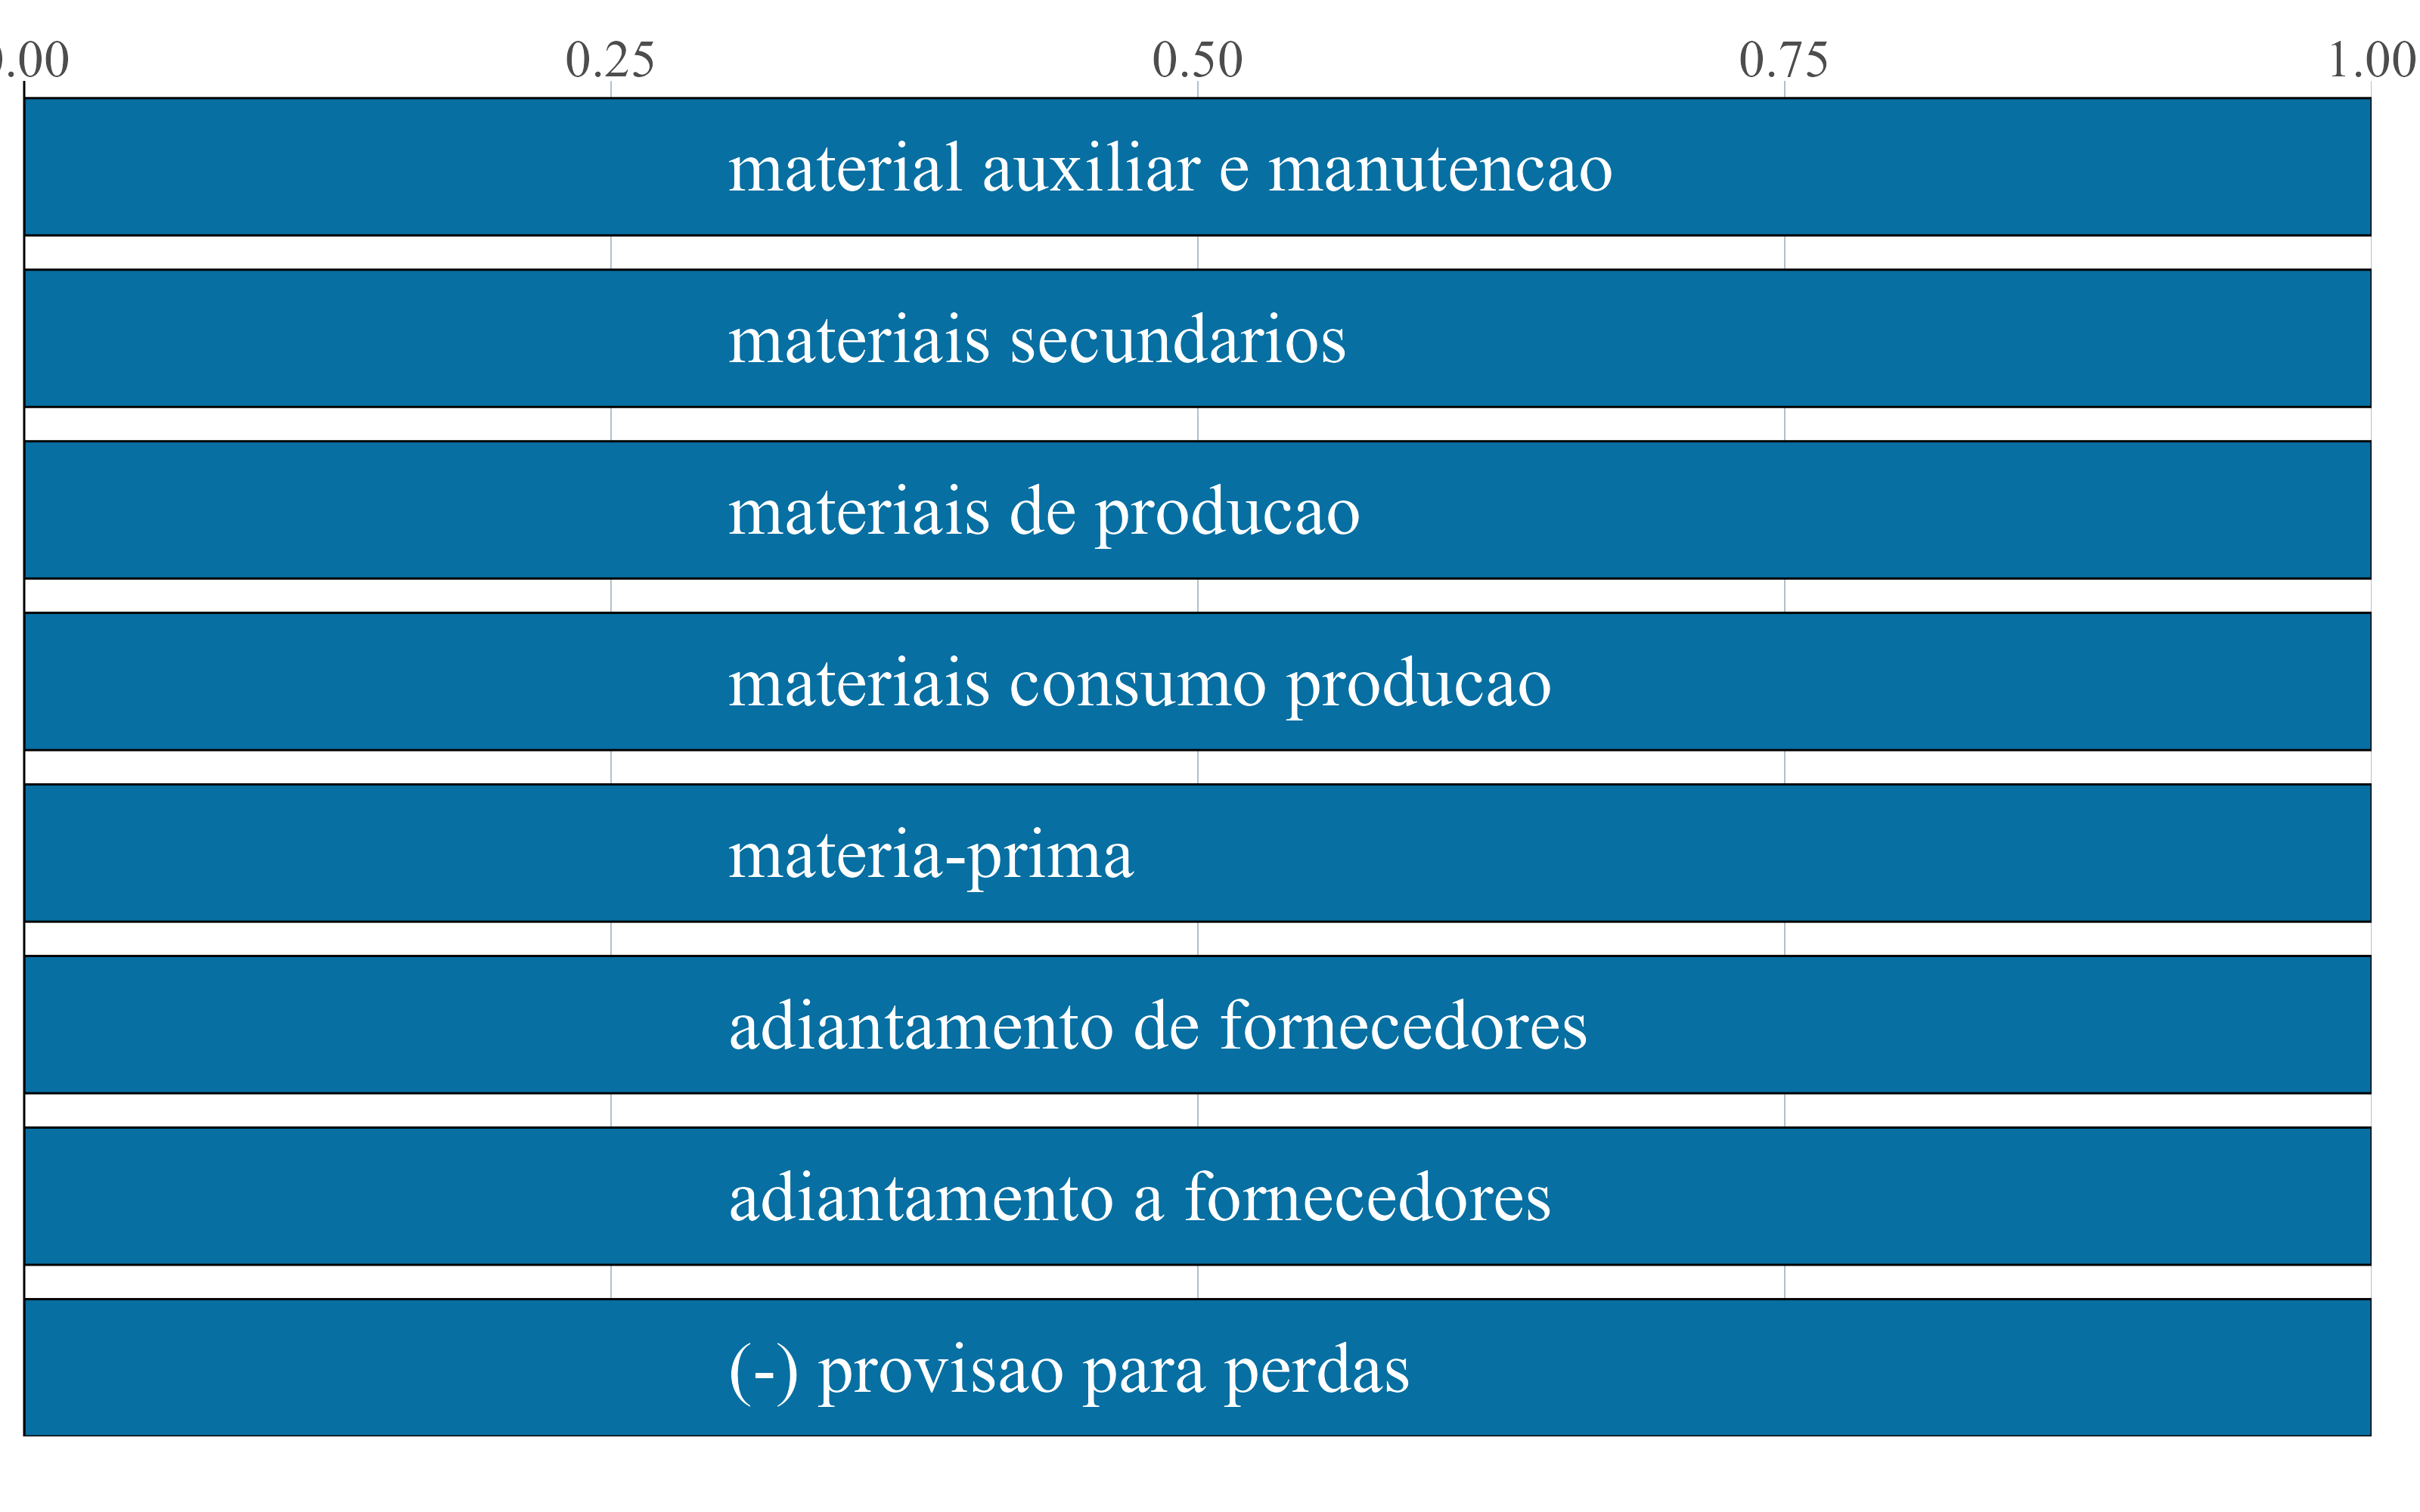 .00 0.25 0.50 0.75 1.00
material auxiliar e manutencao
materiais secundarios
materiais de producao
materiais consumo producao
materia-prima
adiantamento de fornecedores
adiantamento a fornecedores
(-) provisao para perdas